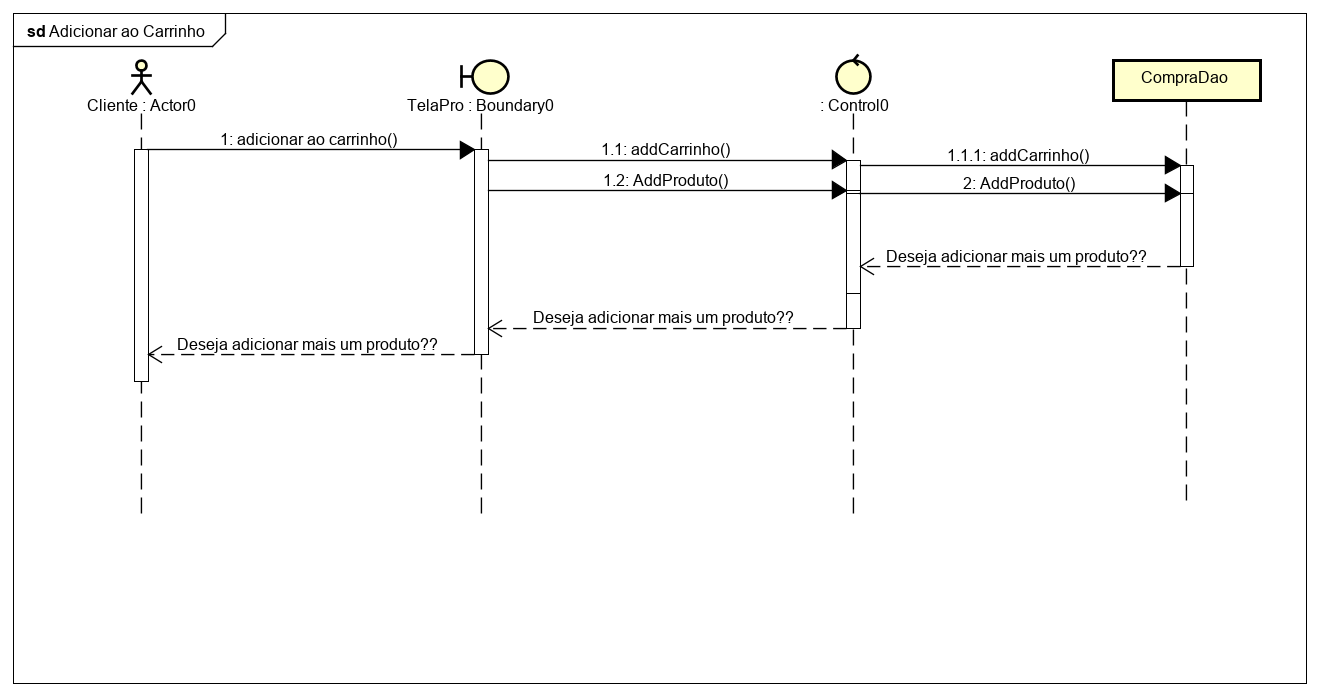 sd Adicionar ao Carrinho
Cliente : Actor0
TelaPro : Boundary0
: Control0
CompraDao
1: adicionar ao carrinho()
1.1: addCarrinho()
1.1.1: addCarrinho()
1.2: AddProduto()
2: AddProduto()
Deseja adicionar mais um produto??
Deseja adicionar mais um produto??
Deseja adicionar mais um produto??